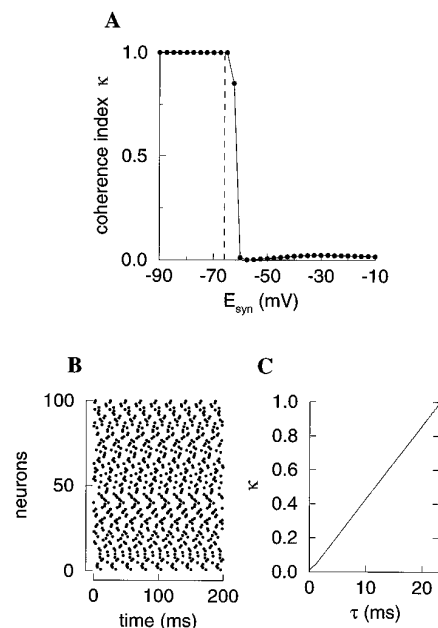 A
coherence index κ
1.0
0.5
0.0
-90 -70 -50 -30 -10
E_syn (mV)
B
neurons
100
50
0
0 100 200
time (ms)
C
κ
1.0
0.8
0.6
0.4
0.2
0.0
0 10 20
τ (ms)